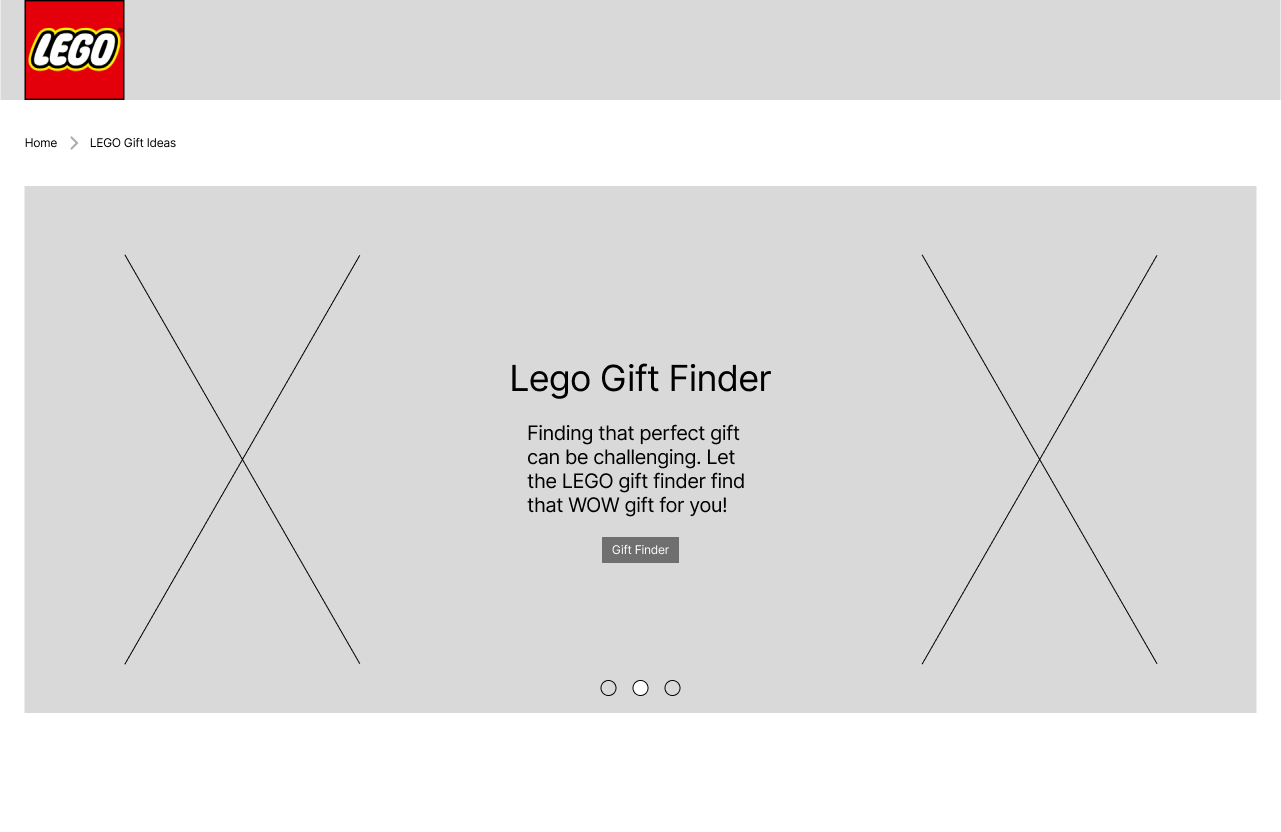 LEGO
Home
LEGO Gift Ideas
Lego Gift Finder
Finding that perfect gift
can be challenging. Let
the LEGO gift finder find
that WOW gift for you!
Gift Finder